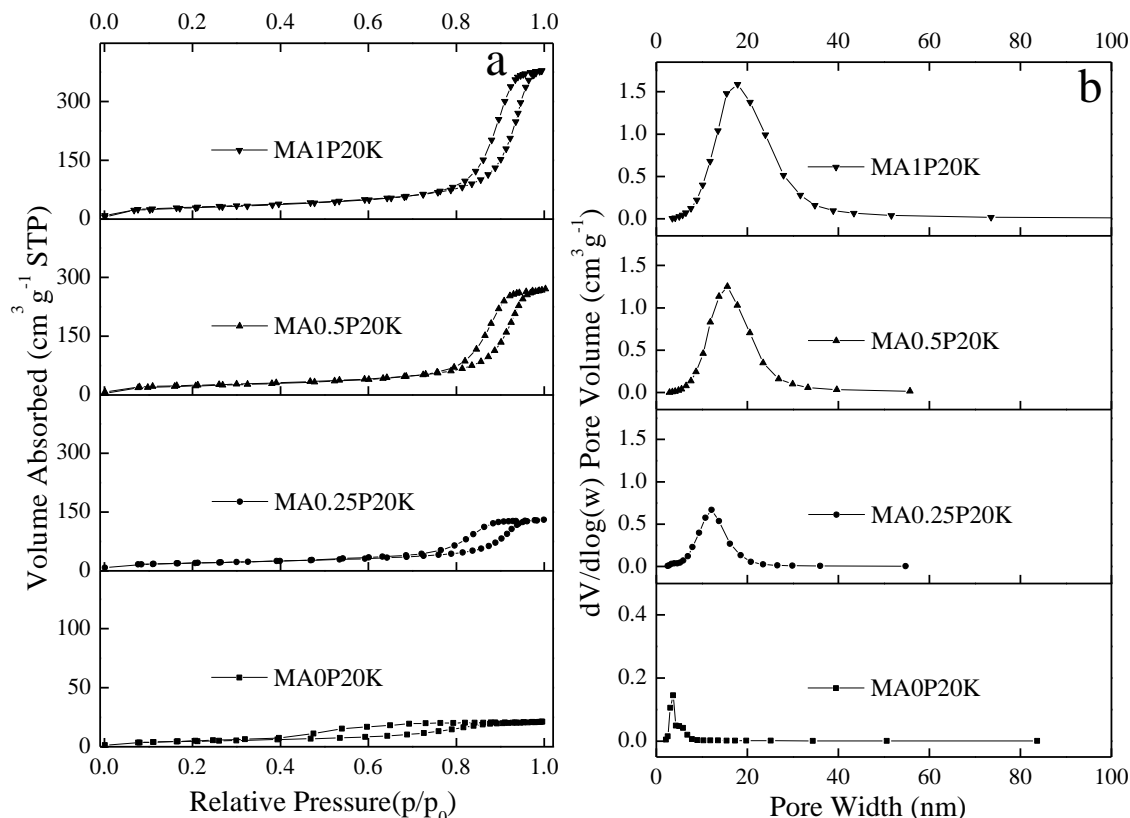 0.0 0.2 0.4 0.6 0.8 1.0
a
300
150
0
MA1P20K
300
150
0
MA0.5P20K
300
150
0
MA0.25P20K
100
50
0
MA0P20K
0.0 0.2 0.4 0.6 0.8 1.0
Relative Pressure(p/p₀)
Volume Absorbed (cm³ g⁻¹ STP)
0 20 40 60 80 100
b
1.5
1.0
0.5
0.0
MA1P20K
1.5
1.0
0.5
0.0
MA0.5P20K
1.5
1.0
0.5
0.0
MA0.25P20K
0.4
0.2
0.0
MA0P20K
0 20 40 60 80 100
Pore Width (nm)
dV/dlog(w) Pore Volume (cm³g⁻¹)